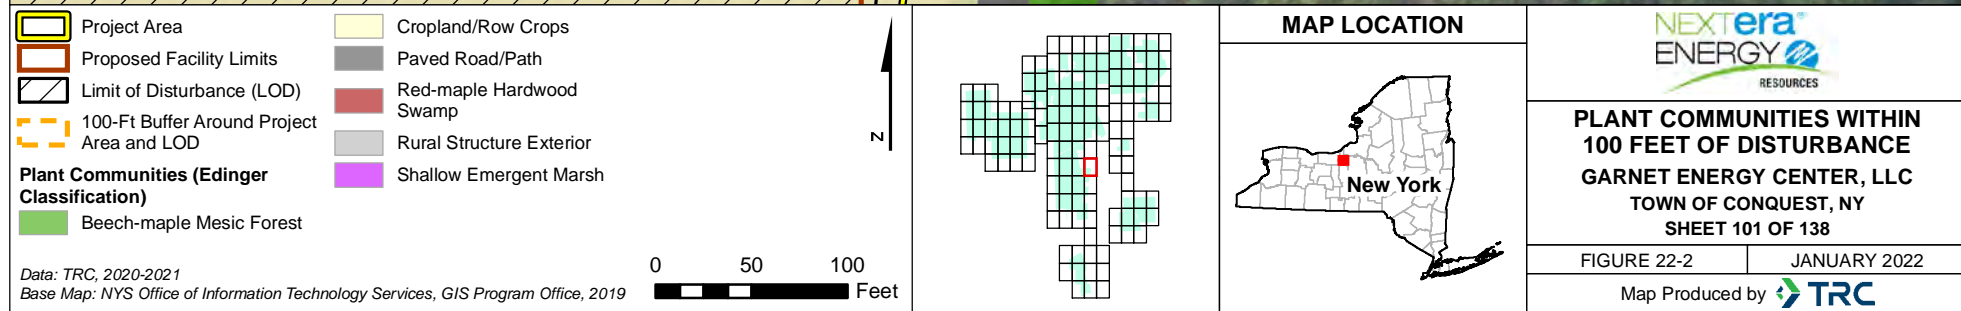 Project Area
Proposed Facility Limits
Limit of Disturbance (LOD)
100-Ft Buffer Around Project
Area and LOD
Plant Communities (Edinger
Classification)
Beech-maple Mesic Forest
Cropland/Row Crops
Paved Road/Path
Red-maple Hardwood
Swamp
Rural Structure Exterior
Shallow Emergent Marsh
Data: TRC, 2020-2021
Base Map: NYS Office of Information Technology Services, GIS Program Office, 2019
0 50 100
Feet
N
MAP LOCATION
New York
NEXTera
ENERGY
RESOURCES
PLANT COMMUNITIES WITHIN
100 FEET OF DISTURBANCE
GARNET ENERGY CENTER, LLC
TOWN OF CONQUEST, NY
SHEET 101 OF 138
FIGURE 22-2
JANUARY 2022
Map Produced by TRC